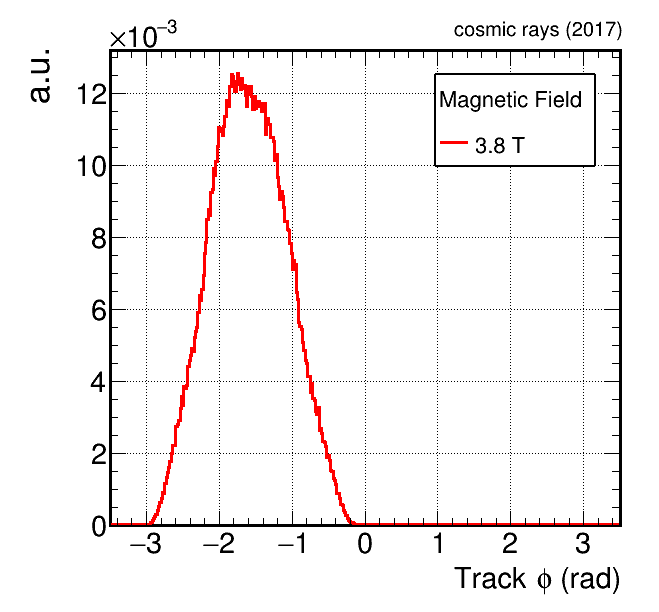 ×10⁻³
cosmic rays (2017)
a.u.
Magnetic Field
3.8 T
12
10
8
6
4
2
0
−3 −2 −1 0 1 2 3
Track ϕ (rad)